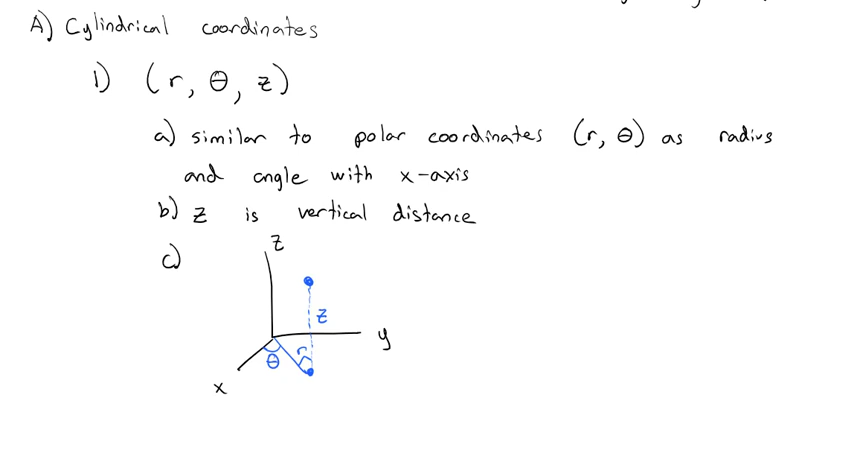 A) Cylindrical coordinates
1) (r, θ, z)
a) similar to polar coordinates (r, θ) as radius
and angle with x-axis
b) z is vertical distance
c)
z
z
y
r
θ
x